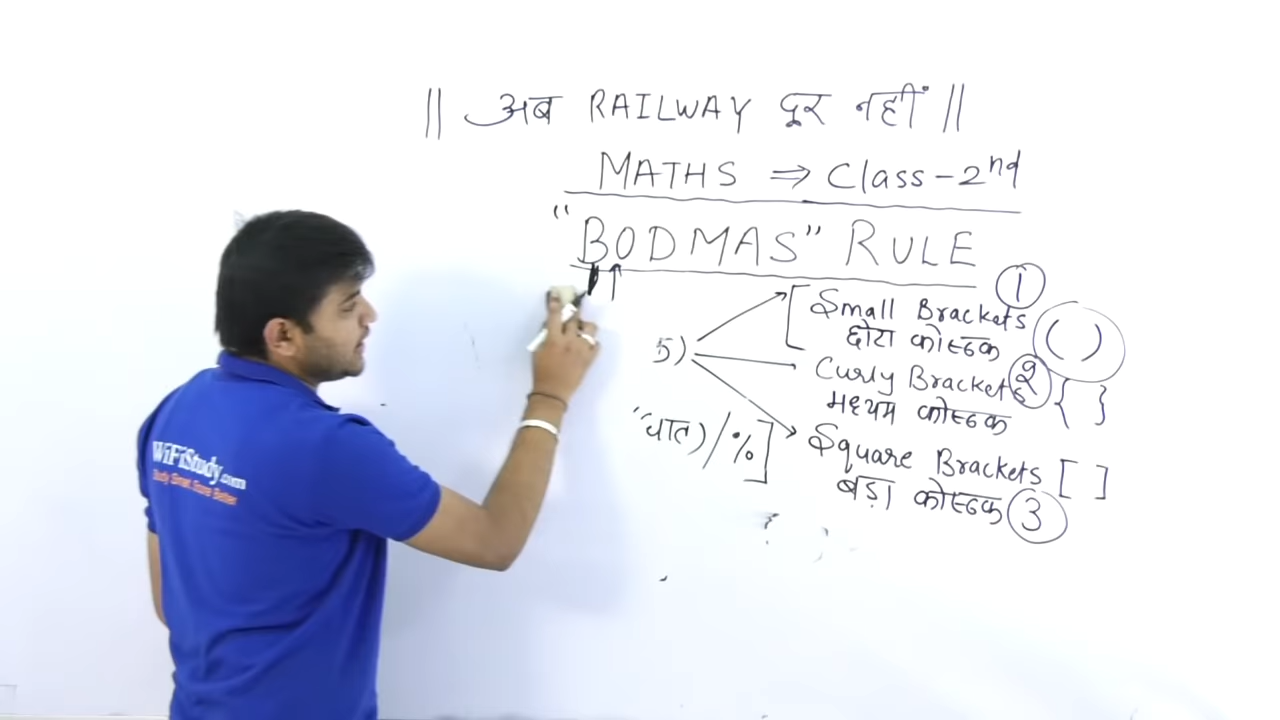 || अब RAILWAY दूर नहीं ||
MATHS ⇒ Class-2nd
"BODMAS" RULE
Small Brackets ( ) 1
छोटा कोष्ठक
5)
Curly Brackets { } 2
मध्यम कोष्ठक
"घात) / %]
Square Brackets [ ]
बड़ा कोष्ठक 3
WiFiStudy.com
Study Smart. Score Better.